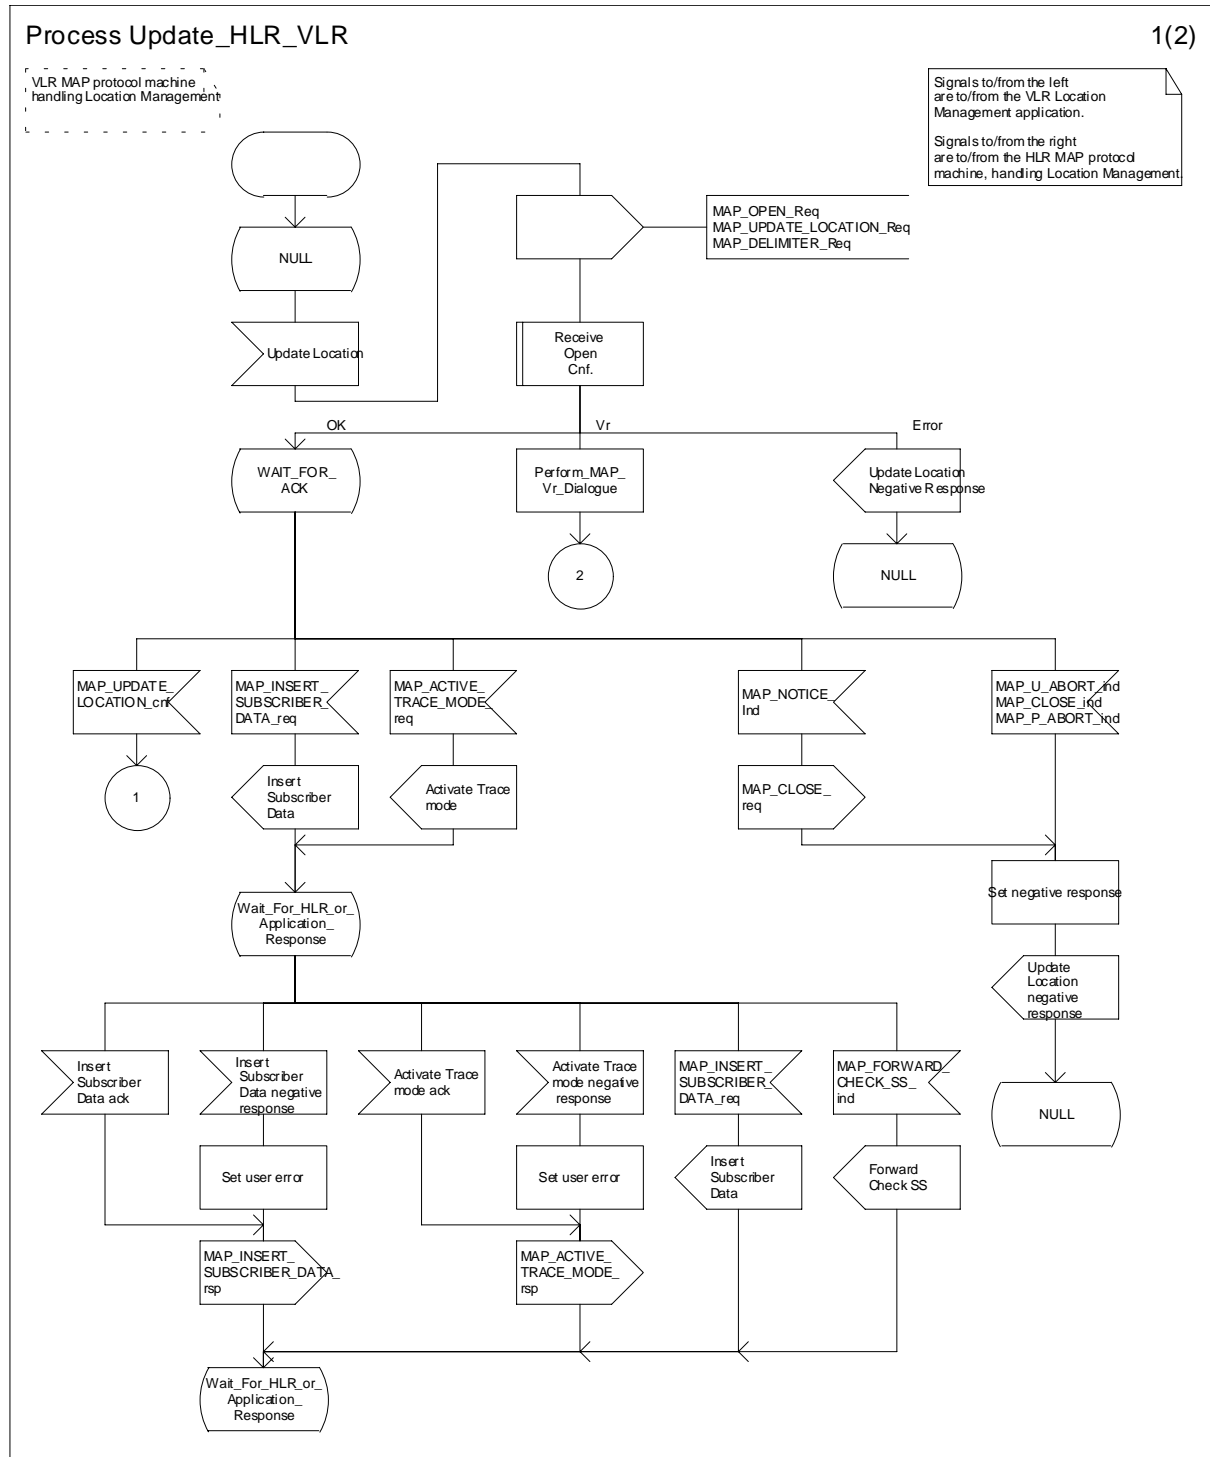 Process Update_HLR_VLR
1(2)
VLR MAP protocol machine
handling Location Management
Signals to/from the left
are to/from the VLR Location
Management application.
Signals to/from the right
are to/from the HLR MAP protocol
machine, handling Location Management.
MAP_OPEN_Req
MAP_UPDATE_LOCATION_Req
MAP_DELIMITER_Req
NULL
Update Location
Receive
Open
Cnf.
OK
Vr
Error
WAIT_FOR_
ACK
Perform_MAP_
Vr_Dialogue
Update Location
Negative Response
2
NULL
MAP_UPDATE_
LOCATION_cnf
MAP_INSERT_
SUBSCRIBER_
DATA_req
MAP_ACTIVE_
TRACE_MODE_
req
MAP_NOTICE_
Ind
MAP_U_ABORT_ind
MAP_CLOSE_ind
MAP_P_ABORT_ind
1
Insert
Subscriber
Data
Activate Trace
mode
MAP_CLOSE_
req
Set negative response
Wait_For_HLR_or_
Application_
Response
Update
Location
negative
response
Insert
Subscriber
Data ack
Insert
Subscriber
Data negative
response
Activate Trace
mode ack
Activate Trace
mode negative
response
MAP_INSERT_
SUBSCRIBER_
DATA_req
MAP_FORWARD_
CHECK_SS_
ind
NULL
Set user error
Set user error
Insert
Subscriber
Data
Forward
Check SS
MAP_INSERT_
SUBSCRIBER_DATA_
rsp
MAP_ACTIVE_
TRACE_MODE_
rsp
Wait_For_HLR_or_
Application_
Response